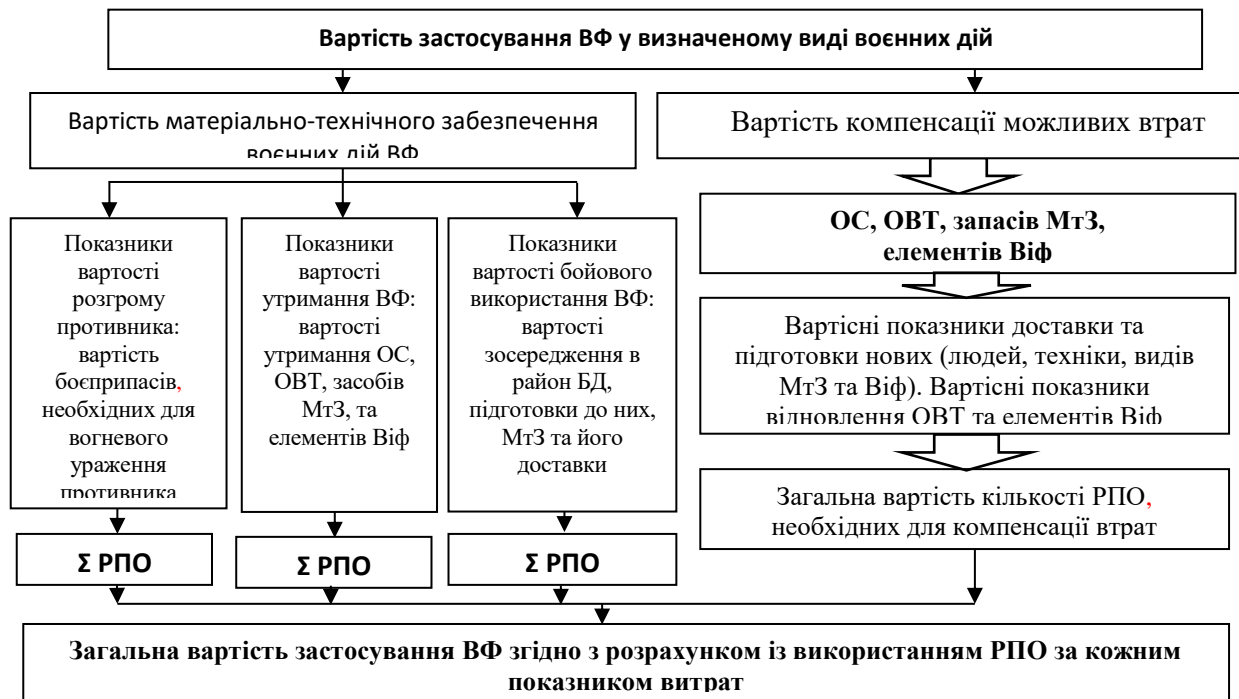 Вартість застосування ВФ у визначеному виді воєнних дій
Вартість матеріально-технічного забезпечення
воєнних дій ВФ
Вартість компенсації можливих втрат
Показники
вартості
розгрому
противника:
вартість
боєприпасів,
необхідних для
вогневого
ураження
противника
Показники
вартості
утримання ВФ:
вартості
утримання ОС,
ОВТ, засобів
МтЗ, та
елементів Віф
Показники
вартості бойового
використання ВФ:
вартості
зосередження в
район БД,
підготовки до них,
МтЗ та його
доставки
ОС, ОВТ, запасів МтЗ,
елементів Віф
Вартісні показники доставки та
підготовки нових (людей, техніки, видів
МтЗ та Віф). Вартісні показники
відновлення ОВТ та елементів Віф
Загальна вартість кількості РПО,
необхідних для компенсації втрат
Σ РПО
Σ РПО
Σ РПО
Загальна вартість застосування ВФ згідно з розрахунком із використанням РПО за кожним
показником витрат